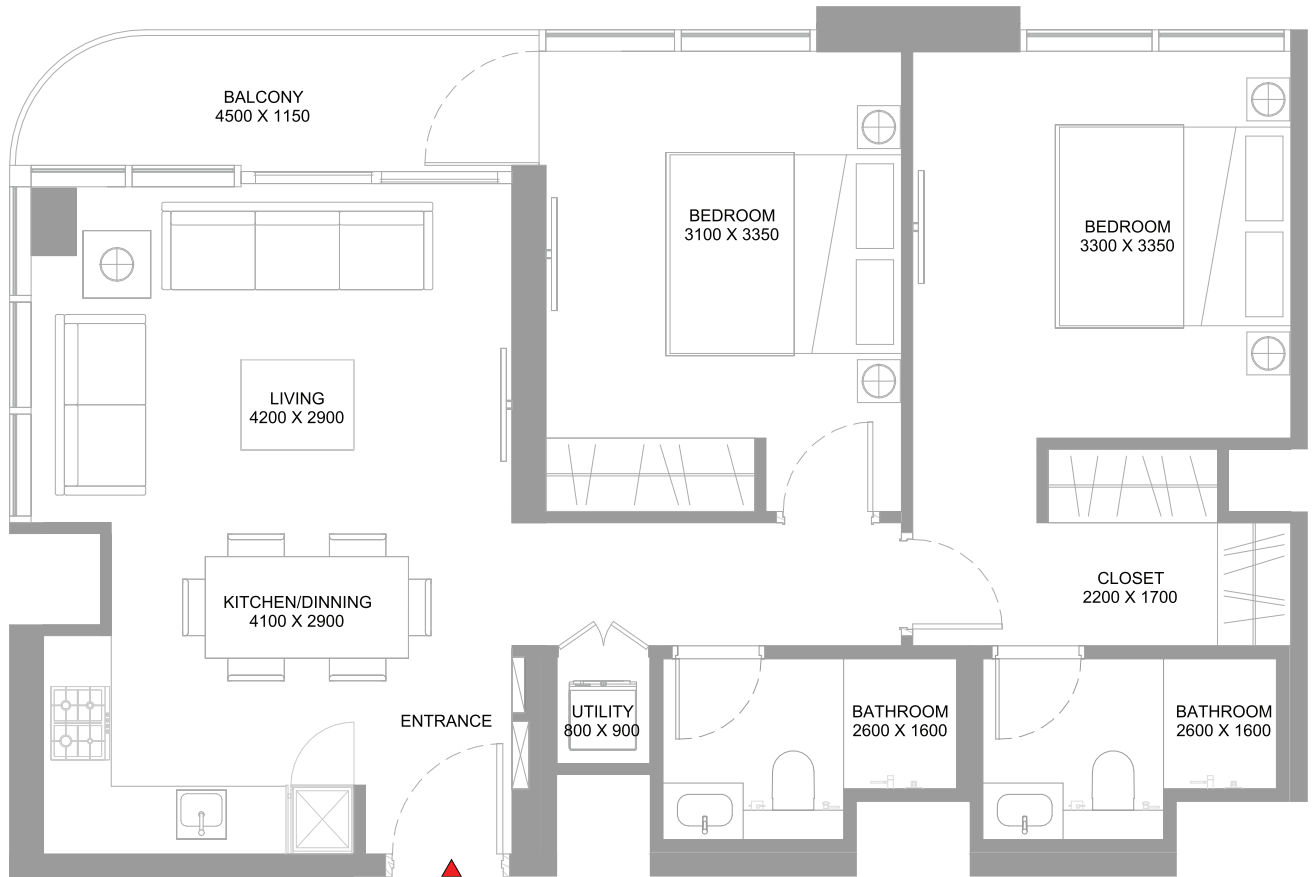 BALCONY
4500 X 1150
BEDROOM
3100 X 3350
BEDROOM
3300 X 3350
LIVING
4200 X 2900
KITCHEN/DINNING
4100 X 2900
CLOSET
2200 X 1700
ENTRANCE
UTILITY
800 X 900
BATHROOM
2600 X 1600
BATHROOM
2600 X 1600